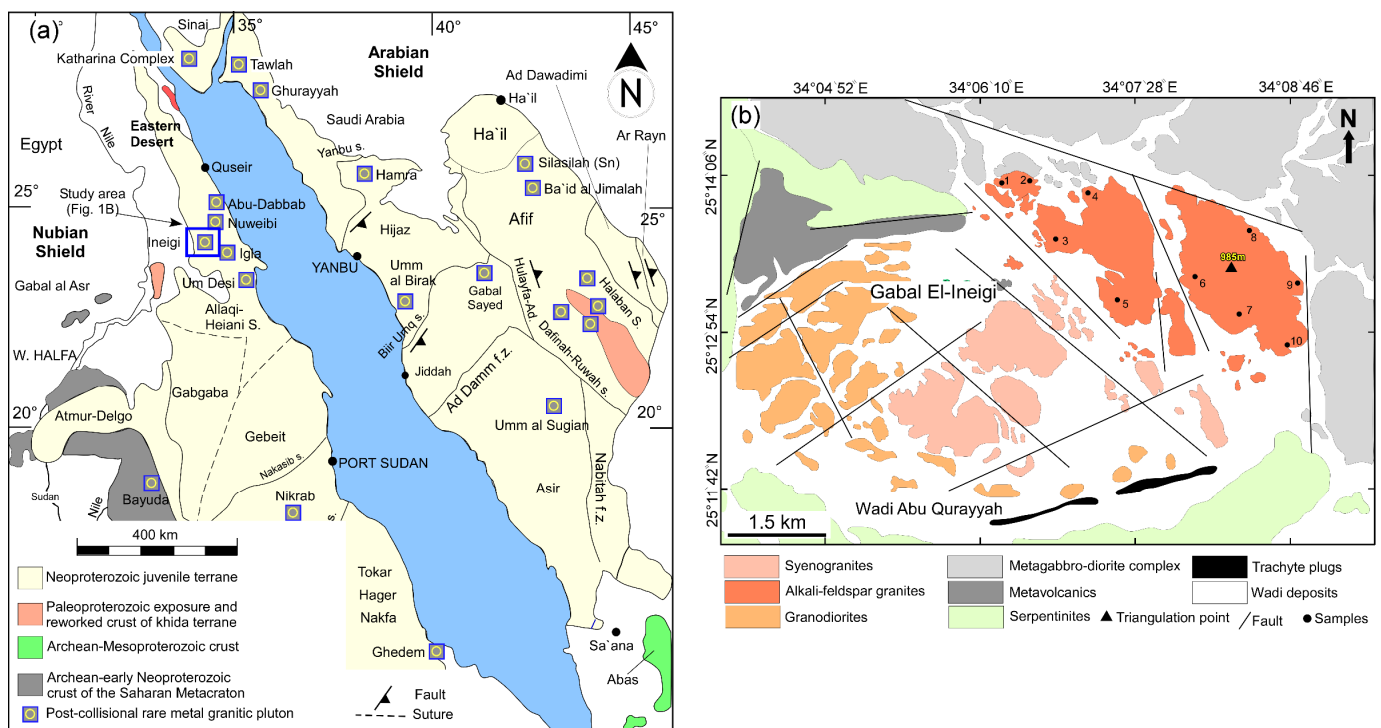 (a)
Sinai
35°
40°
45°
Katharina Complex
Tawlah
Arabian
Shield
N
Ghurayyah
Ad Dawadimi
Ha`il
River
Nile
Eastern
Desert
Saudi Arabia
Ha`il
Ar Rayn
Egypt
Yanbu s.
Quseir
Hamra
Silasilah (Sn)
Ba`id al Jimalah
25°
Study area
(Fig. 1B)
Abu-Dabbab
Nuweibi
Afif
25°
Nubian
Shield
Ineigi
Igla
Hijaz
YANBU
Umm
al Birak
Gabal
Sayed
Hulayfa-Ad.
Dafinah-Ruwah s.
Halaban S.
Gabal al Asr
Um Desi
Allaqi-
Heiani S.
Biir Umq s.
W. HALFA
Jiddah
Ad Damm f.z.
Gabgaba
20°
Atmur-Delgo
Umm al Sugian
20°
Gebeit
Nakasib s.
PORT SUDAN
Sudan
Nile
Bayuda
Nikrab
s.
Asir
Nabitah f.z.
400 km
Neoproterozoic juvenile terrane
Paleoproterozoic exposure and
reworked crust of khida terrane
Archean-Mesoproterozoic crust
Archean-early Neoproterozoic
crust of the Saharan Metacraton
Post-collisional rare metal granitic pluton
Tokar
Hager
Nakfa
Ghedem
Sa`ana
Abas
Fault
Suture
34°04`52°
34°06`10°
34°07`28°
34°08`46°
(b)
N
25°14`06°N
25°12`54°N
25°11`42°N
1
2
3
4
5
6
7
8
9
10
985m
Gabal El-Ineigi
Wadi Abu Qurayyah
1.5 km
Syenogranites
Alkali-feldspar granites
Granodiorites
Metagabbro-diorite complex
Metavolcanics
Serpentinites
Trachyte plugs
Wadi deposits
Triangulation point
Fault
Samples